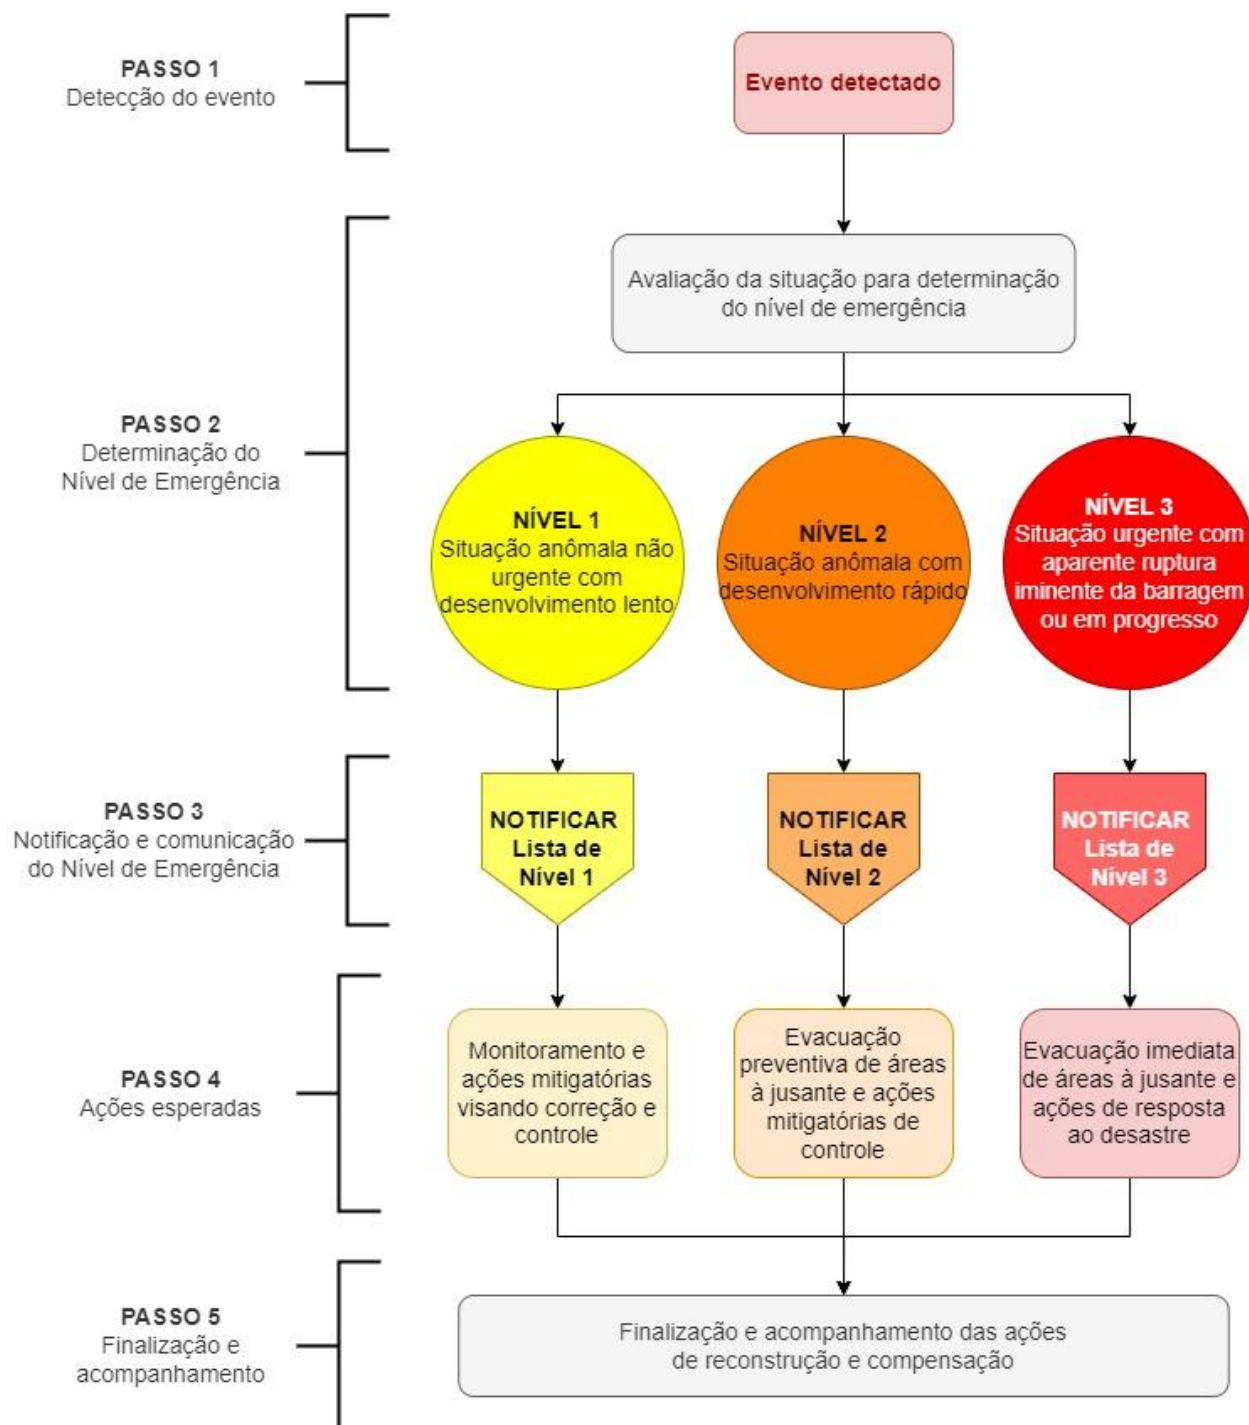 PASSO 1
Detecção do evento
Evento detectado
Avaliação da situação para determinação
do nível de emergência
PASSO 2
Determinação do
Nível de Emergência
NÍVEL 1
Situação anômala não
urgente com
desenvolvimento lento
NÍVEL 2
Situação anômala com
desenvolvimento rápido
NÍVEL 3
Situação urgente com
aparente ruptura
iminente da barragem
ou em progresso
PASSO 3
Notificação e comunicação
do Nível de Emergência
NOTIFICAR
Lista de
Nível 1
NOTIFICAR
Lista de
Nível 2
NOTIFICAR
Lista de
Nível 3
PASSO 4
Ações esperadas
Monitoramento e
ações mitigatórias
visando correção e
controle
Evacuação
preventiva de áreas
à jusante e ações
mitigatórias de
controle
Evacuação imediata
de áreas à jusante e
ações de resposta
ao desastre
PASSO 5
Finalização e
acompanhamento
Finalização e acompanhamento das ações
de reconstrução e compensação